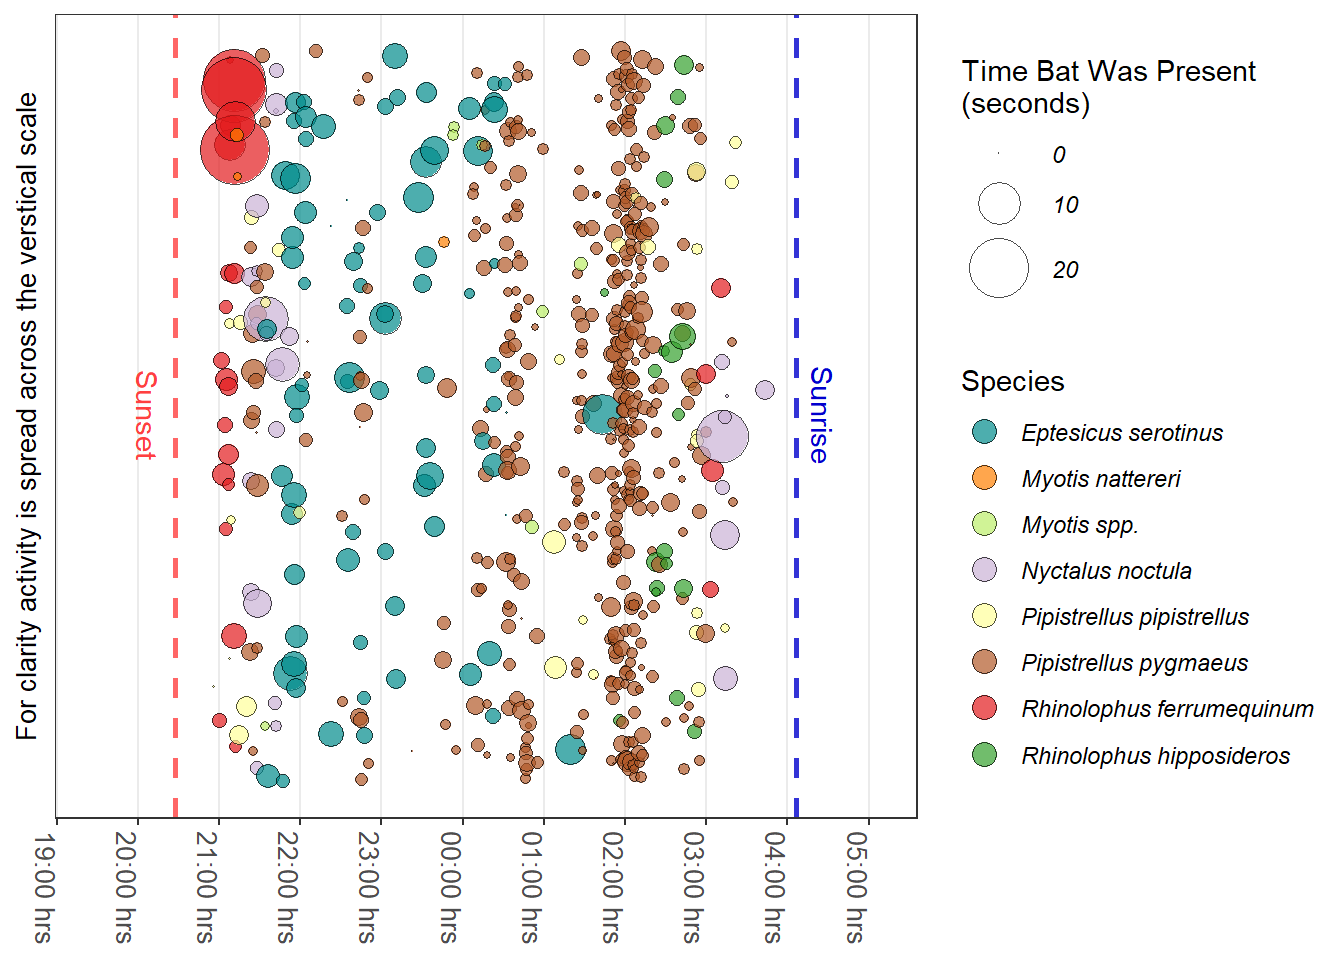 For clarity activity is spread across the verstical scale
Sunset
Sunrise
19:00 hrs
20:00 hrs
21:00 hrs
22:00 hrs
23:00 hrs
00:00 hrs
01:00 hrs
02:00 hrs
03:00 hrs
04:00 hrs
05:00 hrs
Time Bat Was Present
(seconds)
0
10
20
Species
Eptesicus serotinus
Myotis nattereri
Myotis spp.
Nyctalus noctula
Pipistrellus pipistrellus
Pipistrellus pygmaeus
Rhinolophus ferrumequinum
Rhinolophus hipposideros